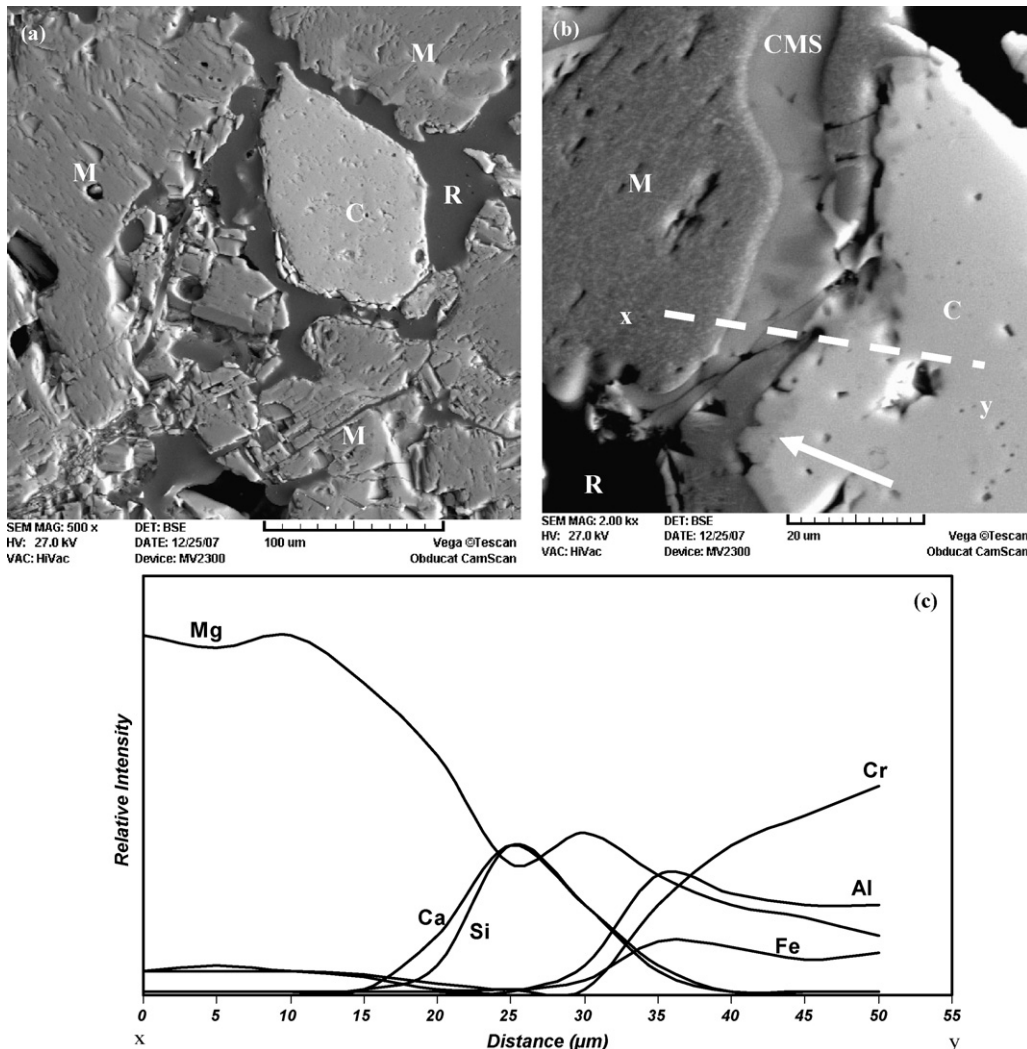 (a)
M
M
C
R
M
SEM MAG: 500 x DET: BSE
HV: 27.0 kV DATE: 12/25/07 100 um Vega ©Tescan
VAC: HiVac Device: MV2300 Obducat CamScan
(b)
CMS
M
x
C
y
R
SEM MAG: 2.00 kx DET: BSE
HV: 27.0 kV DATE: 12/25/07 20 um Vega ©Tescan
VAC: HiVac Device: MV2300 Obducat CamScan
(c)
Mg
Cr
Ca
Si
Al
Fe
Relative Intensity
0 5 10 15 20 25 30 35 40 45 50 55
x Distance (µm) y